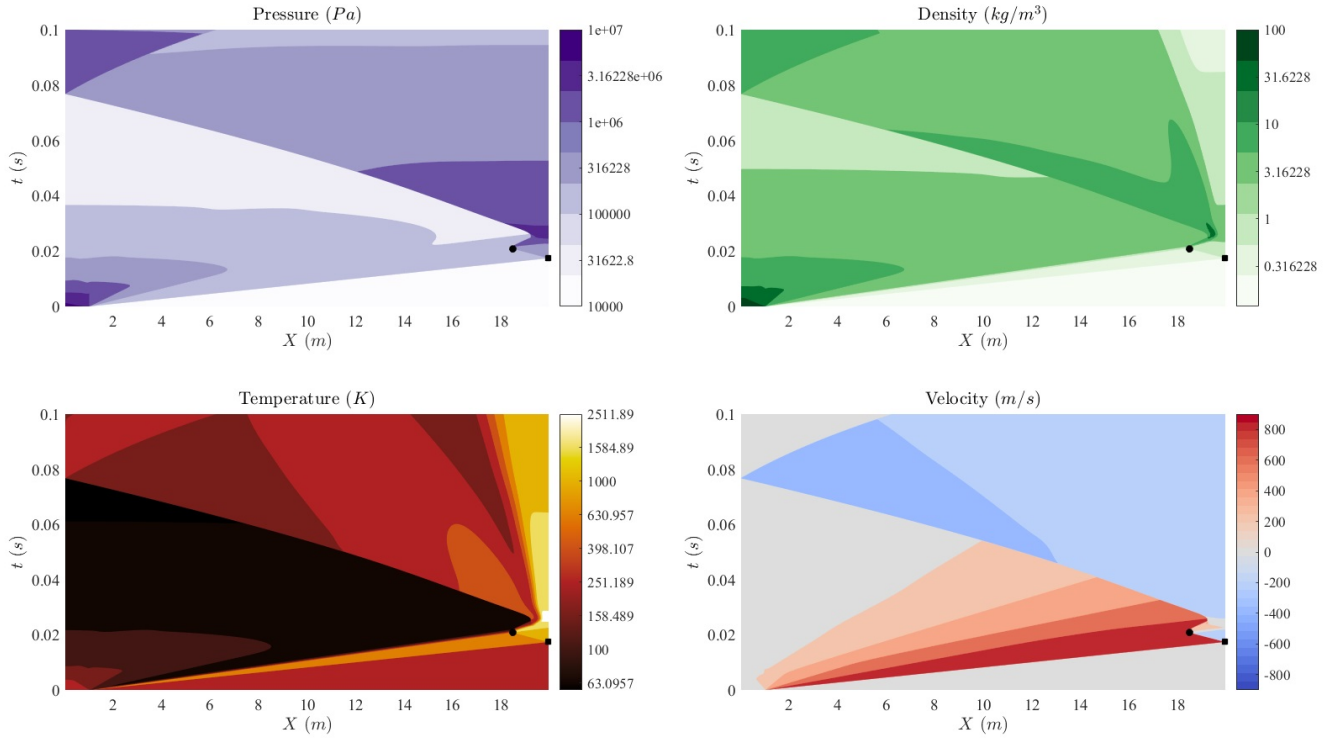 Pressure (Pa)
0.1
0.08
0.06
0.04
0.02
0
t (s)
2 4 6 8 10 12 14 16 18
X (m)
1e+07
3.16228e+06
1e+06
316228
100000
31622.8
10000
Density (kg/m³)
0.1
0.08
0.06
0.04
0.02
0
t (s)
2 4 6 8 10 12 14 16 18
X (m)
100
31.6228
10
3.16228
1
0.316228
Temperature (K)
0.1
0.08
0.06
0.04
0.02
0
t (s)
2 4 6 8 10 12 14 16 18
X (m)
2511.89
1584.89
1000
630.957
398.107
251.189
158.489
100
63.0957
Velocity (m/s)
0.1
0.08
0.06
0.04
0.02
0
t (s)
2 4 6 8 10 12 14 16 18
X (m)
800
600
400
200
0
-200
-400
-600
-800